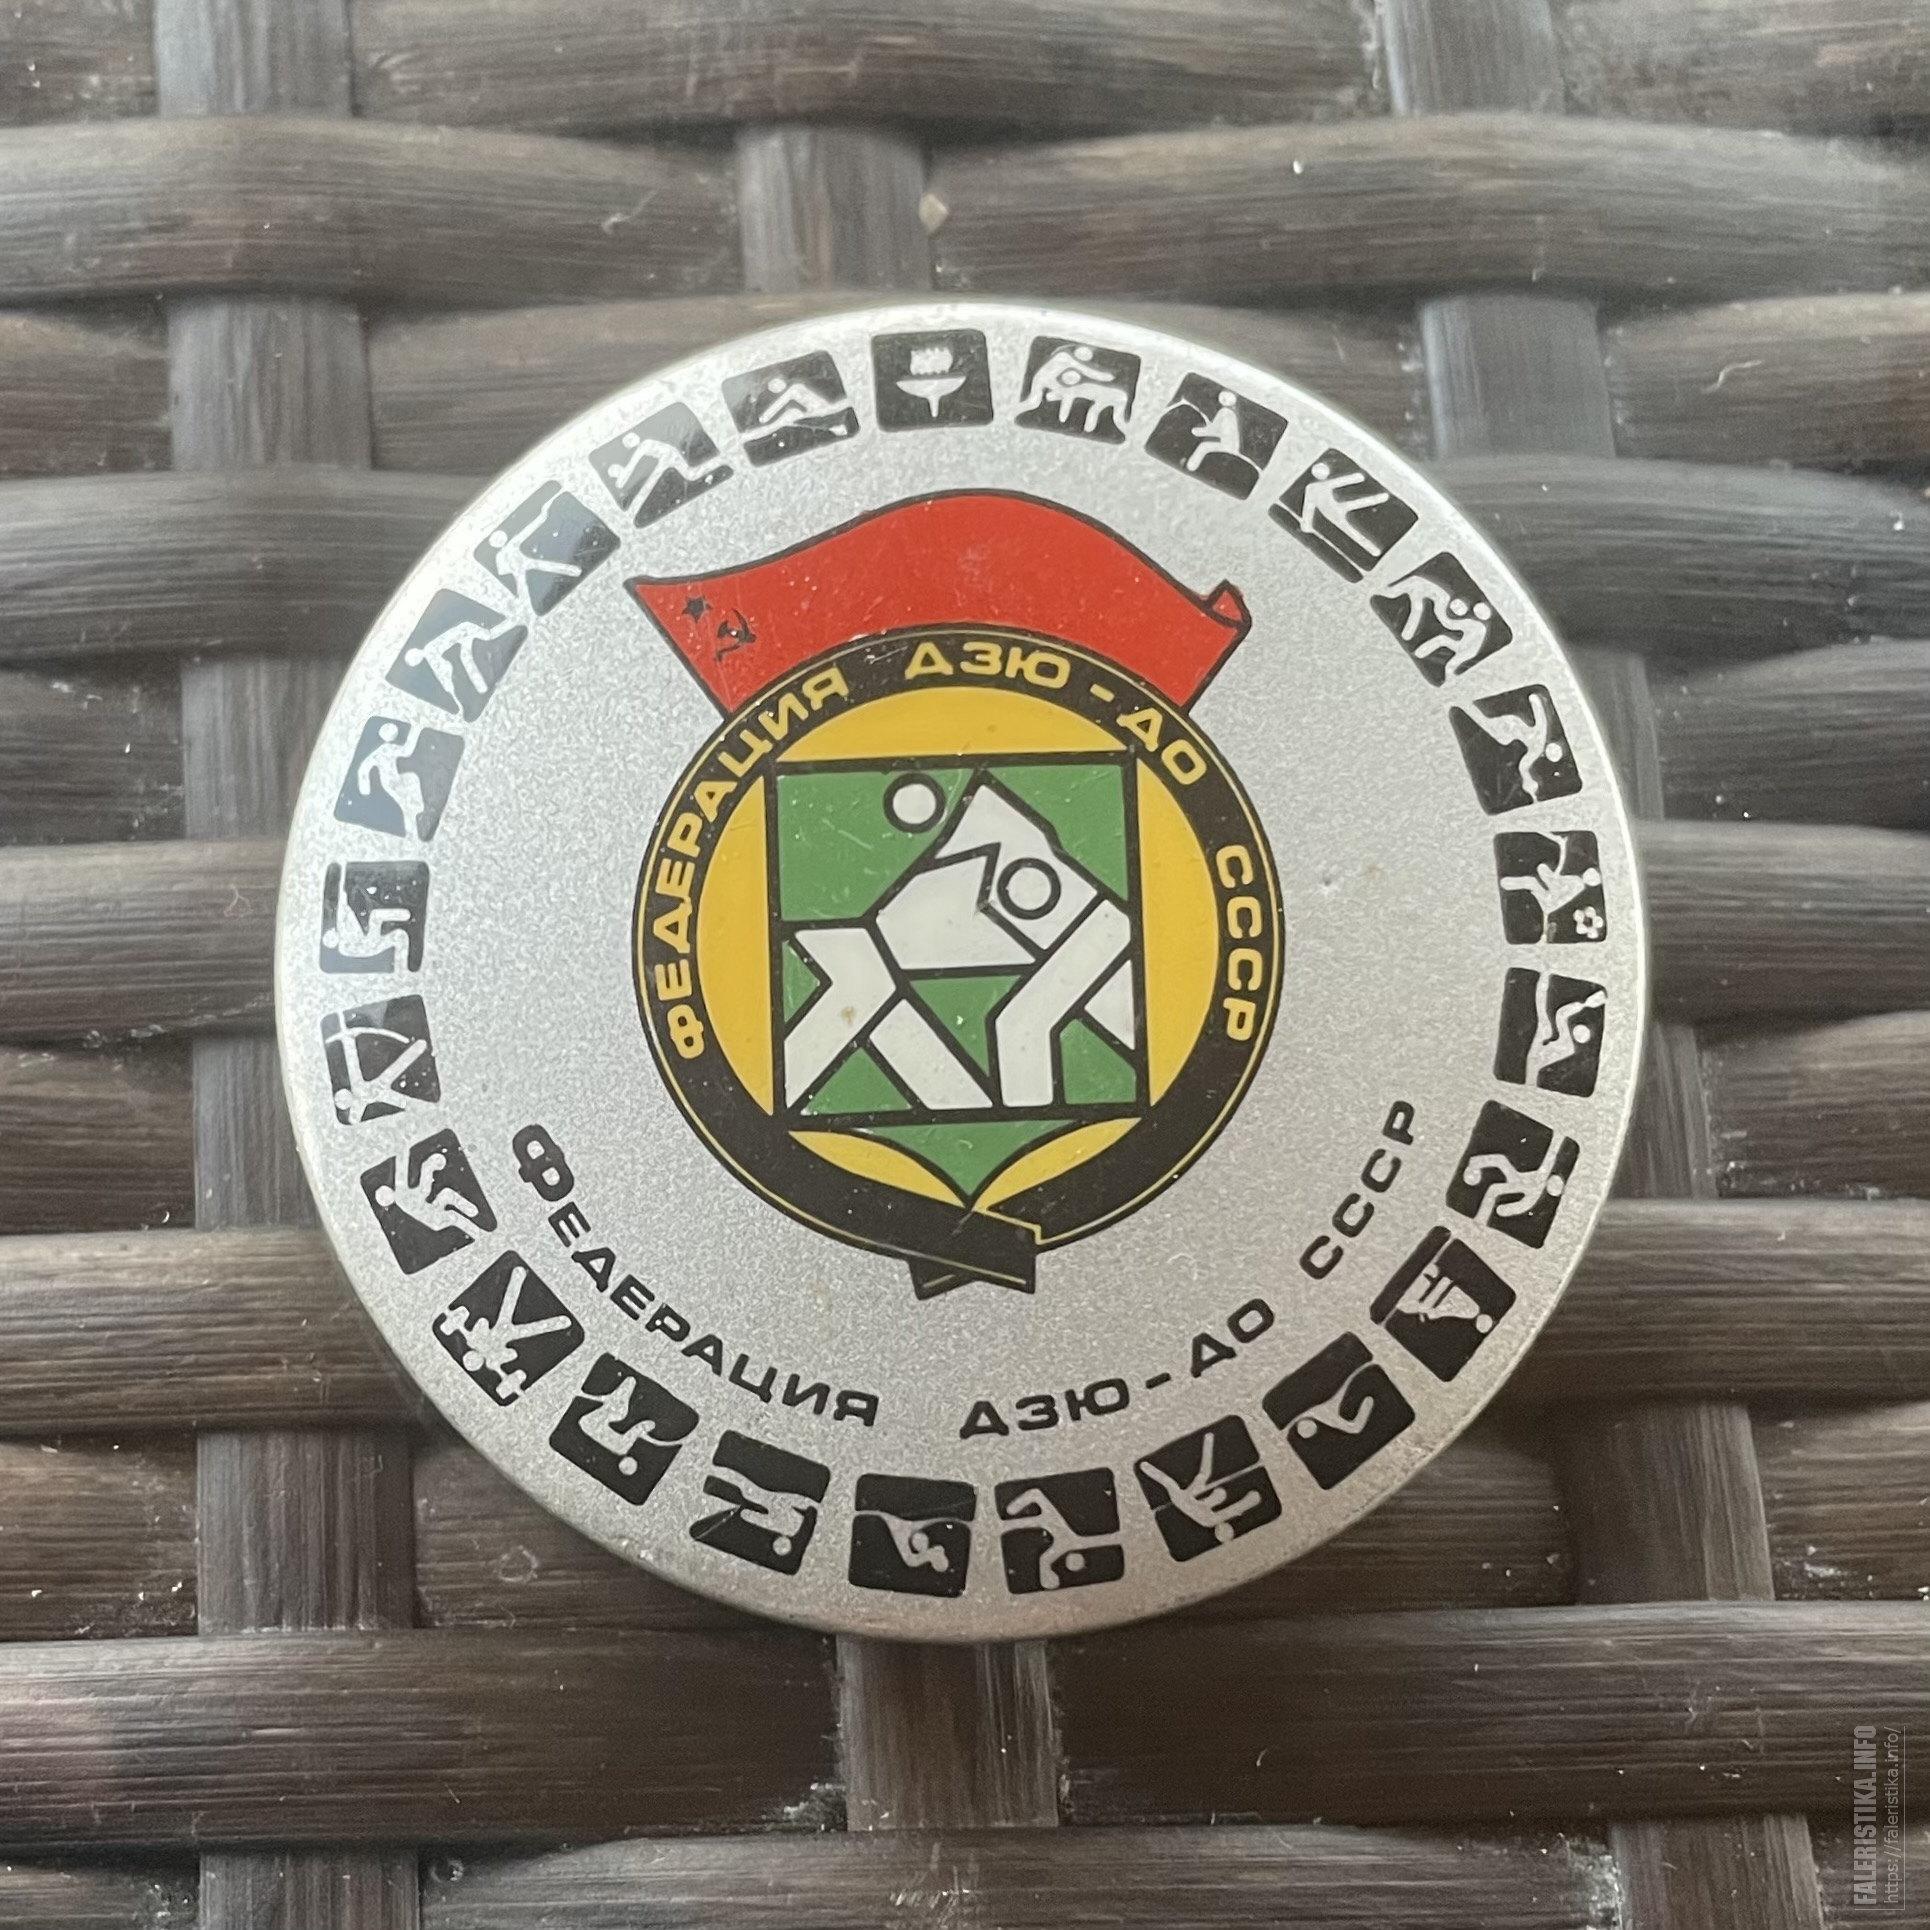 ФЕДЕРАЦИЯ ДЗЮ-ДО СССР
ФЕДЕРАЦИЯ ДЗЮ-ДО СССР
FALERISTIKA.INFO
https://faleristika.info/